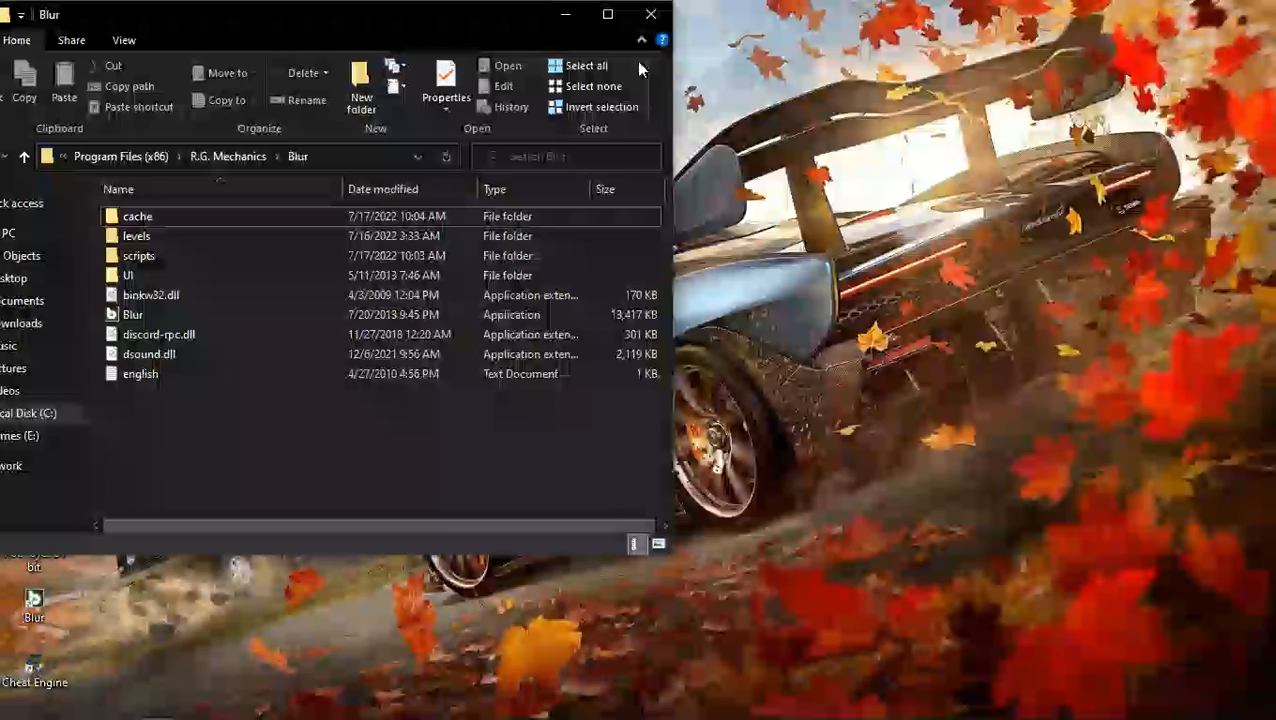 Blur
Home Share View
Cut
Copy path
Paste shortcut
Copy
Paste
Move to
Copy to
Delete
Rename
New folder
Properties
Open
Edit
History
Select all
Select none
Invert selection
Clipboard Organize New Open Select
Program Files (x86) R.G. Mechanics Blur
Name Date modified Type Size
cache 7/17/2022 10:04 AM File folder
levels 7/16/2022 3:33 AM File folder
scripts 7/17/2022 10:03 AM File folder
UI 5/11/2013 7:46 AM File folder
binkw32.dll 4/3/2009 12:04 PM Application exten... 170 KB
Blur 7/20/2013 9:45 PM Application 13,417 KB
discord-rpc.dll 11/27/2018 12:20 AM Application exten... 301 KB
dsound.dll 12/6/2021 9:56 AM Application exten... 2,119 KB
english 4/27/2010 4:56 PM Text Document 1 KB
ck access
PC
Objects
sktop
cuments
wnloads
usic
ctures
deos
cal Disk (C:)
mes (E:)
work
bit
Blur
Cheat Engine